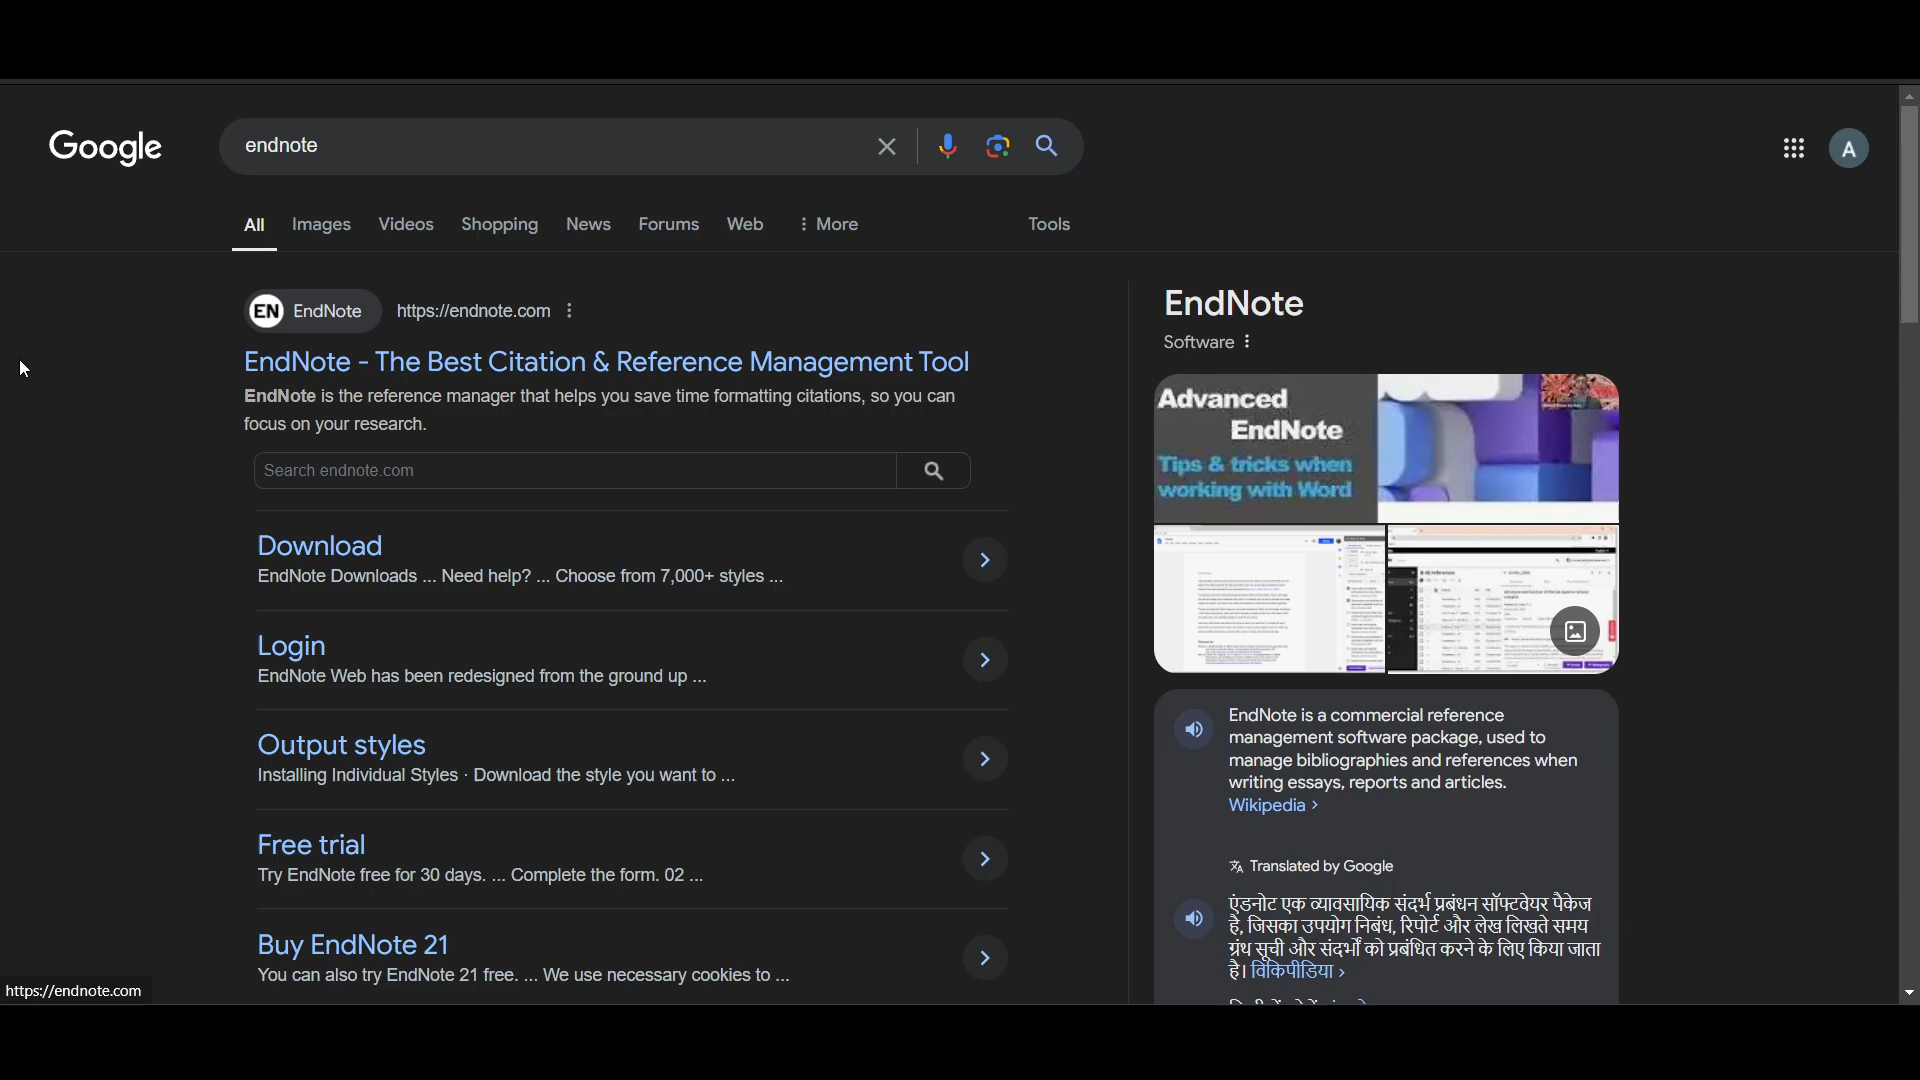 Google
endnote
A
All Images Videos Shopping News Forums Web More Tools
EN EndNote https://endnote.com
EndNote - The Best Citation & Reference Management Tool
EndNote is the reference manager that helps you save time formatting citations, so you can
focus on your research.
Search endnote.com
Download
EndNote Downloads ... Need help? ... Choose from 7,000+ styles ...
Login
EndNote Web has been redesigned from the ground up ...
Output styles
Installing Individual Styles · Download the style you want to ...
Free trial
Try EndNote free for 30 days. ... Complete the form. 02 ...
Buy EndNote 21
You can also try EndNote 21 free. ... We use necessary cookies to ...
https://endnote.com
EndNote
Software
Advanced
EndNote
Tips & tricks when
working with Word
EndNote is a commercial reference
management software package, used to
manage bibliographies and references when
writing essays, reports and articles.
Wikipedia >
Translated by Google
एंडनोट एक व्यावसायिक संदर्भ प्रबंधन सॉफ्टवेयर पैकेज
है, जिसका उपयोग निबंध, रिपोर्ट और लेख लिखते समय
ग्रंथ सूची और संदर्भों को प्रबंधित करने के लिए किया जाता
है। विकिपीडिया >